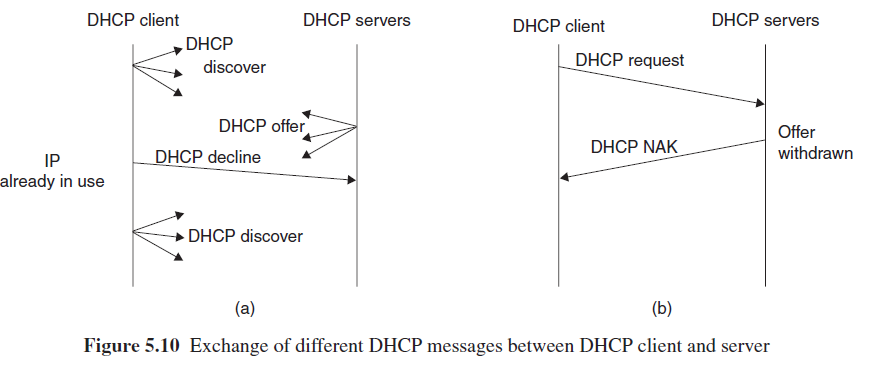 DHCP client
DHCP servers
DHCP
discover
DHCP offer
DHCP decline
IP
already in use
DHCP discover
(a)
DHCP client
DHCP servers
DHCP request
Offer
withdrawn
DHCP NAK
(b)
Figure 5.10 Exchange of different DHCP messages between DHCP client and server